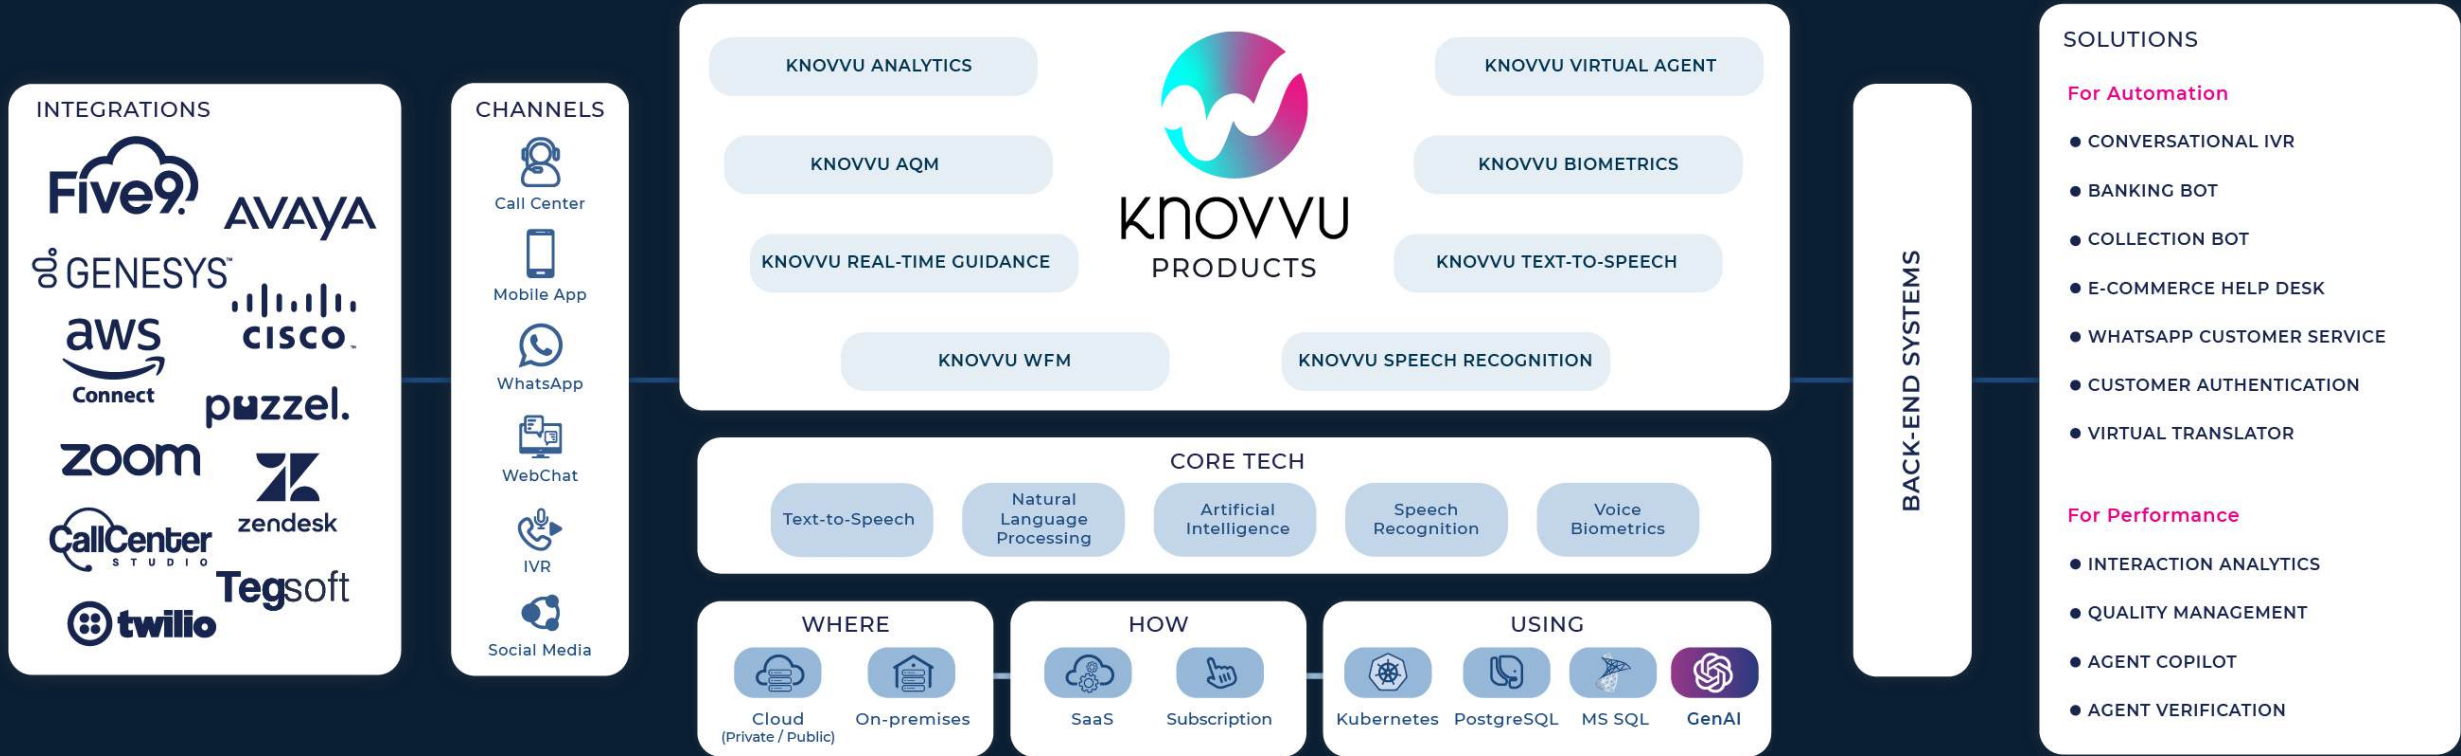 INTEGRATIONS
Five9
AVAYA
GENESYS™
CISCO™
aws
Connect
puzzel.
zoom
zendesk
CallCenter
STUDIO
Tegsoft
twilio
CHANNELS
Call Center
Mobile App
WhatsApp
WebChat
IVR
Social Media
KNOVVU ANALYTICS
KNOVVU AQM
KNOVVU REAL-TIME GUIDANCE
KNOVVU WFM
KNOVVU
PRODUCTS
KNOVVU VIRTUAL AGENT
KNOVVU BIOMETRICS
KNOVVU TEXT-TO-SPEECH
KNOVVU SPEECH RECOGNITION
CORE TECH
Text-to-Speech
Natural
Language
Processing
Artificial
Intelligence
Speech
Recognition
Voice
Biometrics
WHERE
Cloud
(Private / Public)
On-premises
HOW
SaaS
Subscription
USING
Kubernetes
PostgreSQL
MS SQL
GenAI
BACK-END SYSTEMS
SOLUTIONS
For Automation
● CONVERSATIONAL IVR
● BANKING BOT
● COLLECTION BOT
● E-COMMERCE HELP DESK
● WHATSAPP CUSTOMER SERVICE
● CUSTOMER AUTHENTICATION
● VIRTUAL TRANSLATOR
For Performance
● INTERACTION ANALYTICS
● QUALITY MANAGEMENT
● AGENT COPILOT
● AGENT VERIFICATION